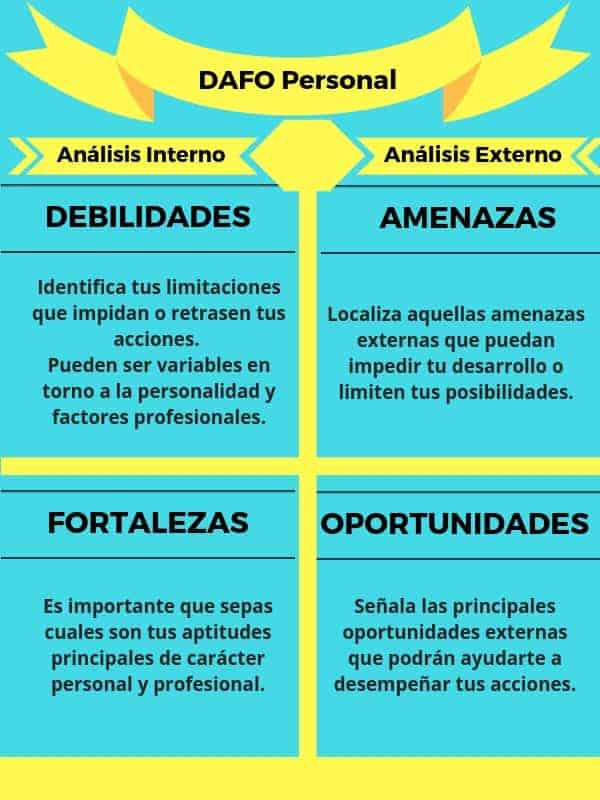 DAFO Personal
Análisis Interno
Análisis Externo
DEBILIDADES
Identifica tus limitaciones
que impidan o retrasen tus
acciones.
Pueden ser variables en
torno a la personalidad y
factores profesionales.
AMENAZAS
Localiza aquellas amenazas
externas que puedan
impedir tu desarrollo o
limiten tus posibilidades.
FORTALEZAS
Es importante que sepas
cuales son tus aptitudes
principales de carácter
personal y profesional.
OPORTUNIDADES
Señala las principales
oportunidades externas
que podrán ayudarte a
desempeñar tus acciones.